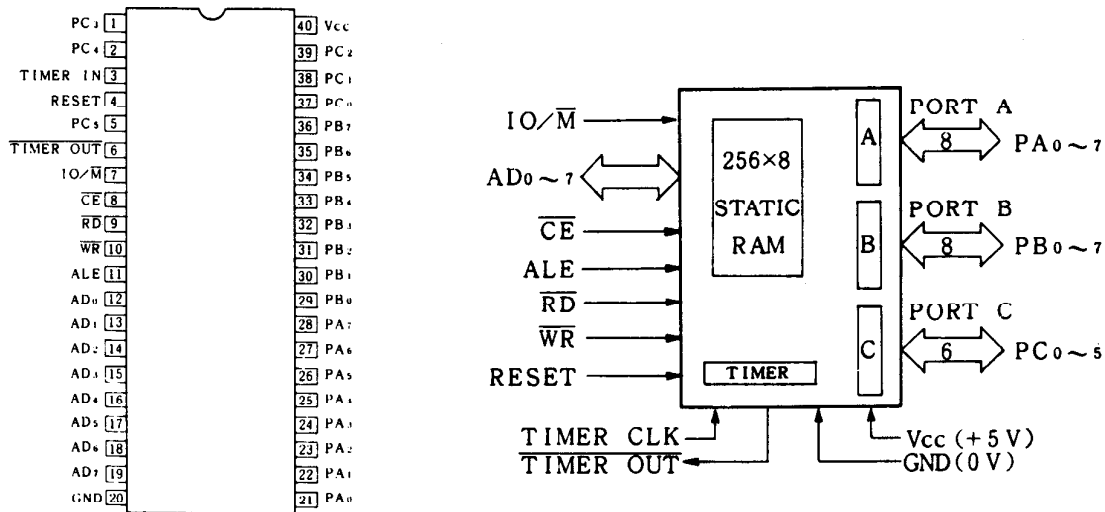 PC₃ 1
PC₄ 2
TIMER IN 3
RESET 4
PC₅ 5
TIMER OUT 6
IO/M 7
CE 8
RD 9
WR 10
ALE 11
AD₀ 12
AD₁ 13
AD₂ 14
AD₃ 15
AD₄ 16
AD₅ 17
AD₆ 18
AD₇ 19
GND 20
40 Vcc
39 PC₂
38 PC₁
37 PC₀
36 PB₇
35 PB₆
34 PB₅
33 PB₄
32 PB₃
31 PB₂
30 PB₁
29 PB₀
28 PA₇
27 PA₆
26 PA₅
25 PA₄
24 PA₃
23 PA₂
22 PA₁
21 PA₀
IO/M
AD₀~₇
CE
ALE
RD
WR
RESET
256×8
STATIC
RAM
TIMER
A
B
C
PORT A
8 PA₀~₇
PORT B
8 PB₀~₇
PORT C
6 PC₀~₅
TIMER CLK
TIMER OUT
Vcc (+5V)
GND (0V)